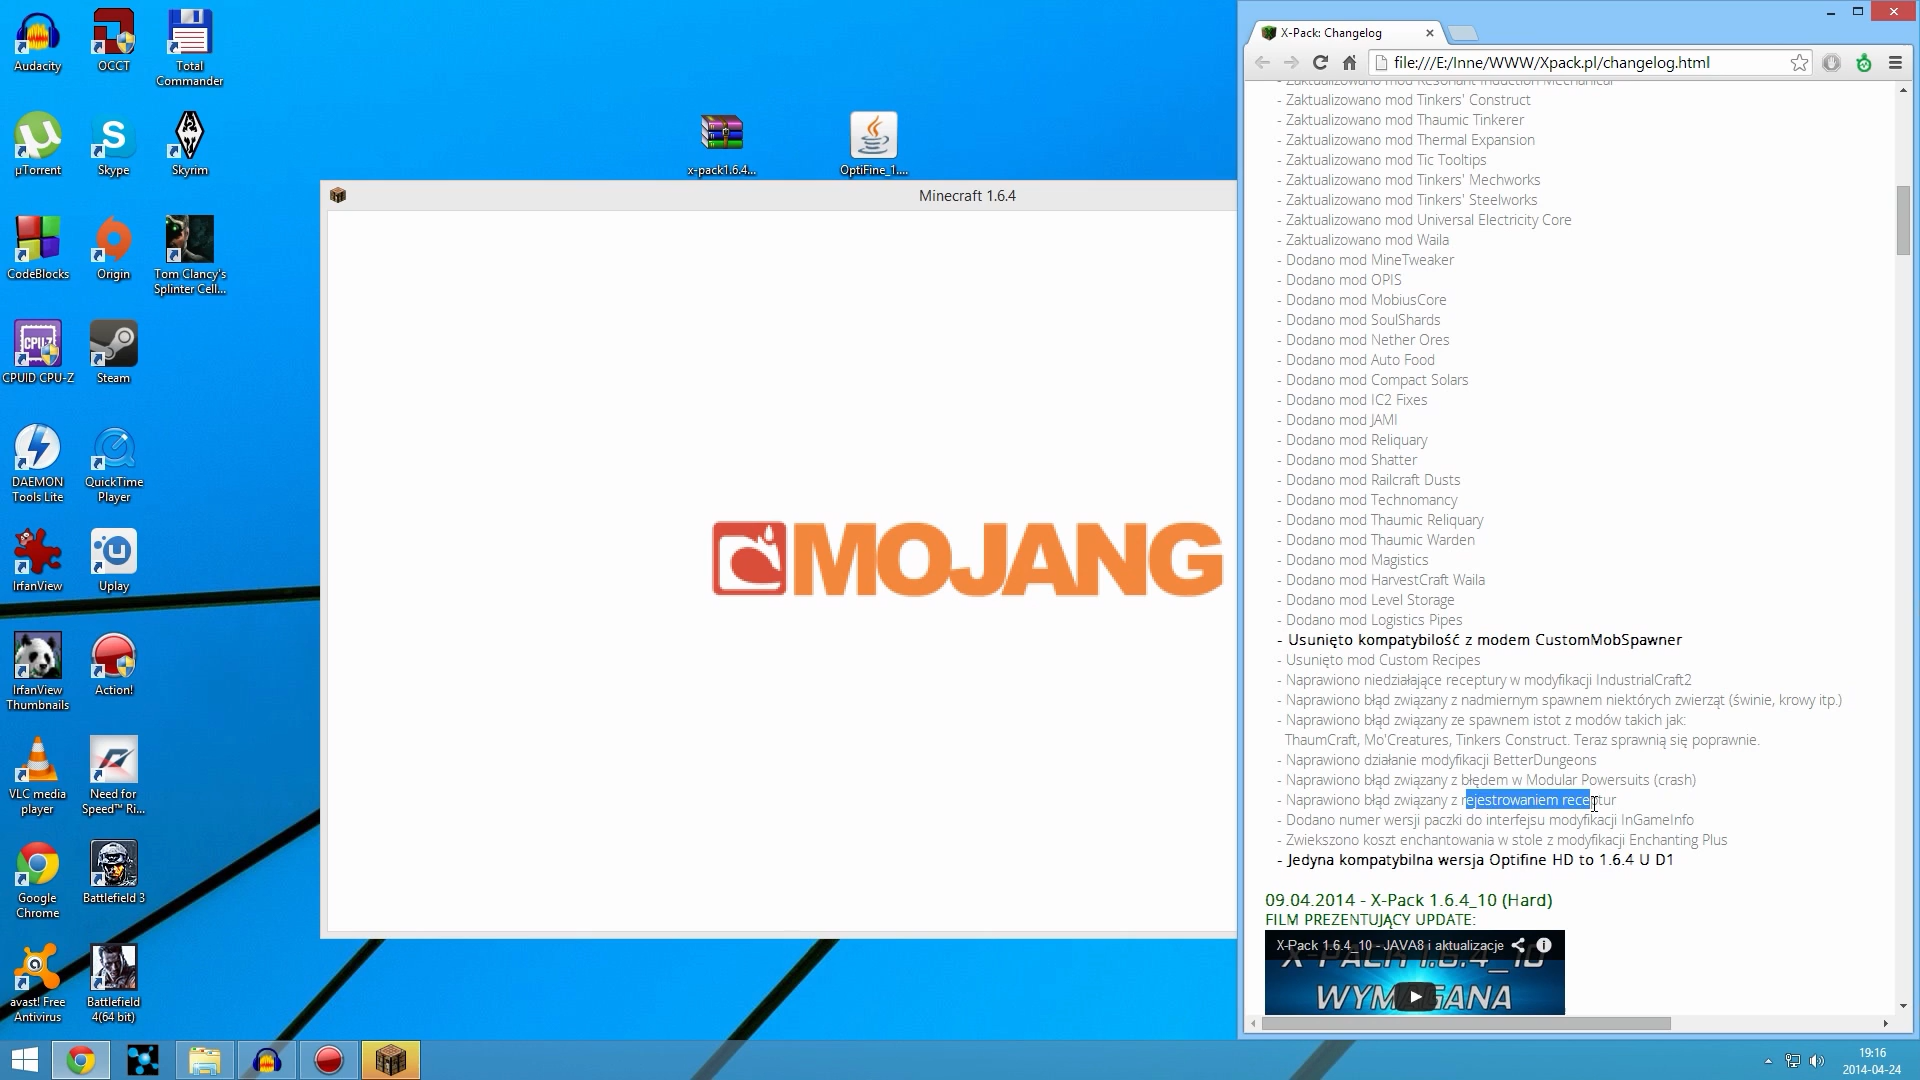 Audacity
OCCT
Total
Commander
µTorrent
Skype
Skyrim
CodeBlocks
Origin
Tom Clancy's
Splinter Cell...
CPUID CPU-Z
Steam
DAEMON
Tools Lite
QuickTime
Player
IrfanView
Uplay
IrfanView
Thumbnails
Action!
VLC media
player
Need for
Speed™ Ri...
Google
Chrome
Battlefield 3
avast! Free
Antivirus
Battlefield
4(64 bit)
x-pack1.6.4...
OptiFine_1....
Minecraft 1.6.4
MOJANG
X-Pack: Changelog
file:///E:/Inne/WWW/Xpack.pl/changelog.html
- Zaktualizowano mod Resonant Induction Mechanical
- Zaktualizowano mod Tinkers' Construct
- Zaktualizowano mod Thaumic Tinkerer
- Zaktualizowano mod Thermal Expansion
- Zaktualizowano mod Tic Tooltips
- Zaktualizowano mod Tinkers' Mechworks
- Zaktualizowano mod Tinkers' Steelworks
- Zaktualizowano mod Universal Electricity Core
- Zaktualizowano mod Waila
- Dodano mod MineTweaker
- Dodano mod OPIS
- Dodano mod MobiusCore
- Dodano mod SoulShards
- Dodano mod Nether Ores
- Dodano mod Auto Food
- Dodano mod Compact Solars
- Dodano mod IC2 Fixes
- Dodano mod JAMI
- Dodano mod Reliquary
- Dodano mod Shatter
- Dodano mod Railcraft Dusts
- Dodano mod Technomancy
- Dodano mod Thaumic Reliquary
- Dodano mod Thaumic Warden
- Dodano mod Magistics
- Dodano mod HarvestCraft Waila
- Dodano mod Level Storage
- Dodano mod Logistics Pipes
- Usunięto kompatybilość z modem CustomMobSpawner
- Usunięto mod Custom Recipes
- Naprawiono niedziałające receptury w modyfikacji IndustrialCraft2
- Naprawiono błąd związany z nadmiernym spawnem niektórych zwierząt (świnie, krowy itp.)
- Naprawiono błąd związany ze spawnem istot z modów takich jak:
ThaumCraft, Mo'Creatures, Tinkers Construct. Teraz sprawnią się poprawnie.
- Naprawiono działanie modyfikacji BetterDungeons
- Naprawiono błąd związany z błędem w Modular Powersuits (crash)
- Naprawiono błąd związany z rejestrowaniem receptur
- Dodano numer wersji paczki do interfejsu modyfikacji InGameInfo
- Zwiekszono koszt enchantowania w stole z modyfikacji Enchanting Plus
- Jedyna kompatybilna wersja Optifine HD to 1.6.4 U D1
09.04.2014 - X-Pack 1.6.4_10 (Hard)
FILM PREZENTUJĄCY UPDATE:
X-Pack 1.6.4_10 - JAVA8 i aktualizacje
X-PACK 1.6.4_10
WYMAGANA
19:16
2014-04-24